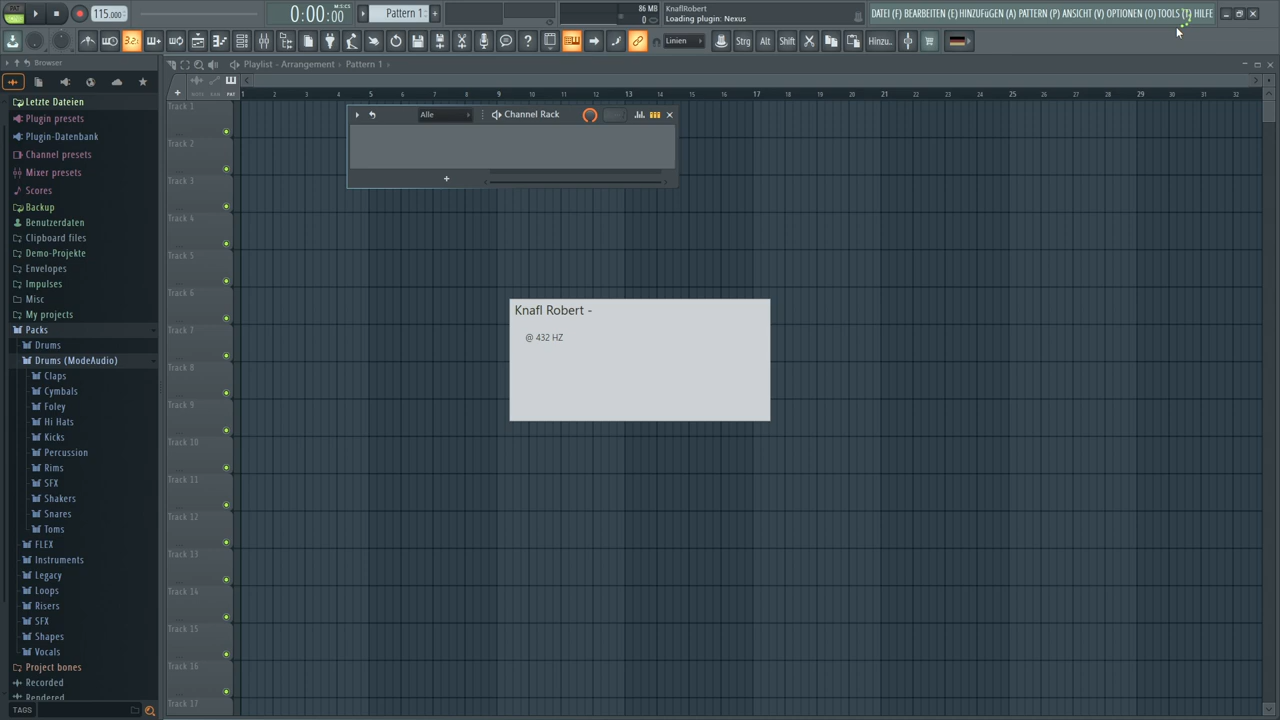 PAT
115.000
0:00:00
M:S:CS
Pattern 1
86 MB
0
KnaflRobert
Loading plugin: Nexus
DATEI (F) BEARBEITEN (E) HINZUFüGEN (A) PATTERN (P) ANSICHT (V) OPTIONEN (O) TOOLS (T) HILFE
Linien
Strg
Alt
Shift
Hinzu..
Browser
Playlist - Arrangement
Pattern 1
Letzte Dateien
Plugin presets
Plugin-Datenbank
Channel presets
Mixer presets
Scores
Backup
Benutzerdaten
Clipboard files
Demo-Projekte
Envelopes
Impulses
Misc
My projects
Packs
Drums
Drums (ModeAudio)
Claps
Cymbals
Foley
Hi Hats
Kicks
Percussion
Rims
SFX
Shakers
Snares
Toms
FLEX
Instruments
Legacy
Loops
Risers
SFX
Shapes
Vocals
Project bones
Recorded
Rendered
TAGS
1 2 3 4 5 6 7 8 9 10 11 12 13 14 15 16 17 18 19 20 21 22 23 24 25 26 27 28 29 30 31 32
Track 1
Track 2
Track 3
Track 4
Track 5
Track 6
Track 7
Track 8
Track 9
Track 10
Track 11
Track 12
Track 13
Track 14
Track 15
Track 16
Track 17
Alle
Channel Rack
Knafl Robert -
@ 432 HZ